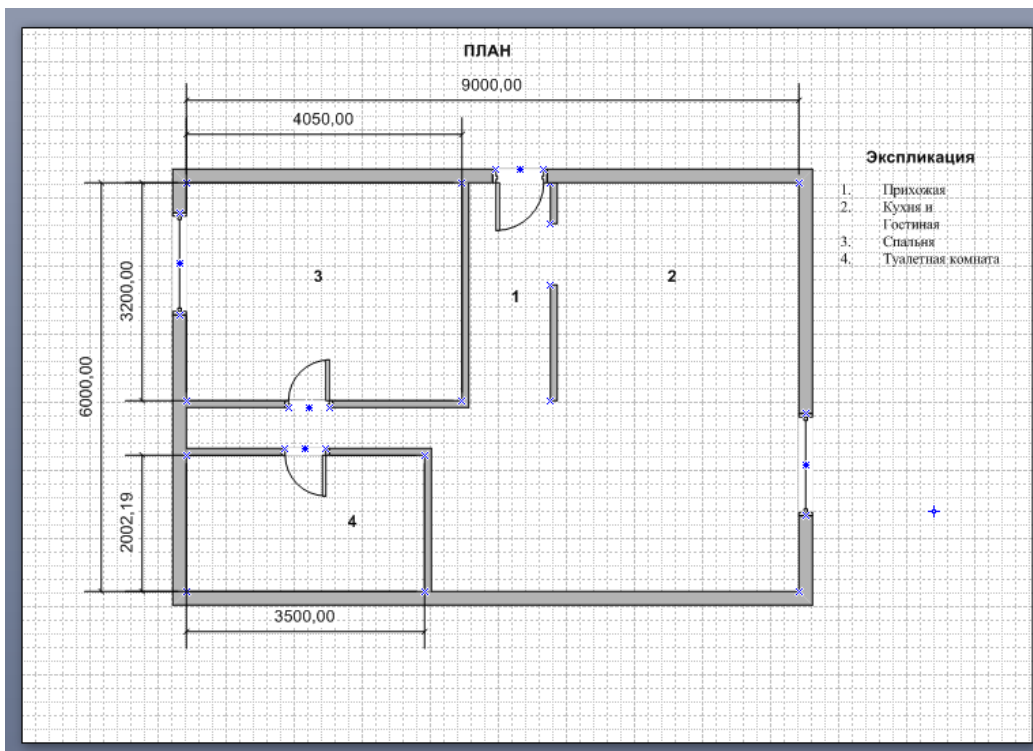 ПЛАН
9000,00
4050,00
Экспликация
1. Прихожая
2. Кухня и
Гостиная
3. Спальня
4. Туалетная комната
3200,00
3
2
1
6000,00
2002,19
4
3500,00